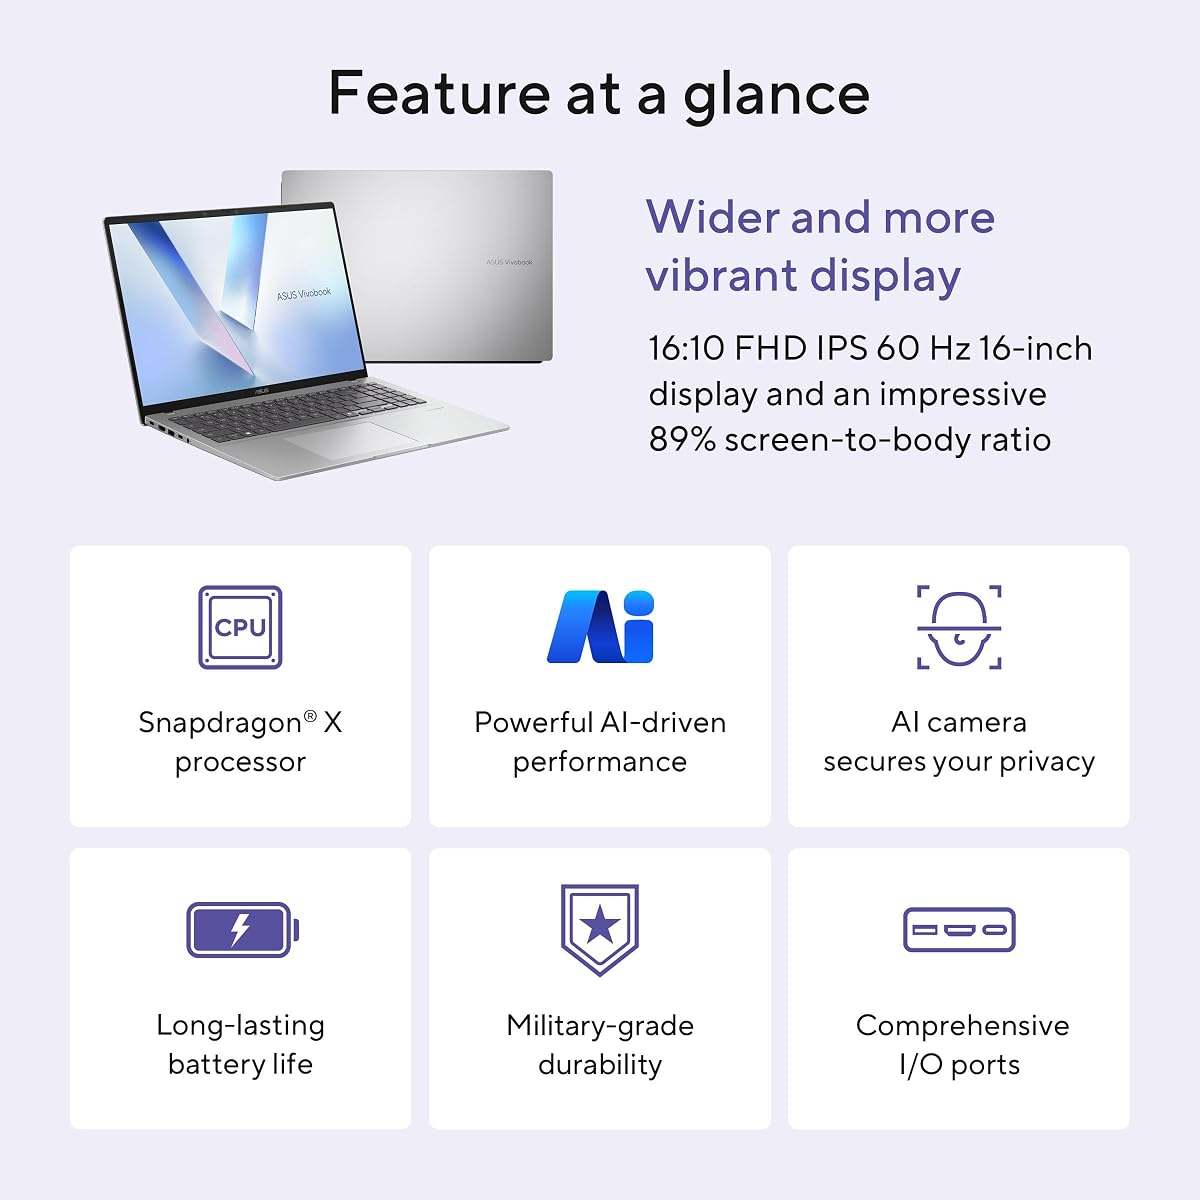 Feature at a glance
ASUS Vivobook
ASUS Vivobook
ASUS
Wider and more
vibrant display
16:10 FHD IPS 60 Hz 16-inch
display and an impressive
89% screen-to-body ratio
CPU
Snapdragon® X
processor
Ai
Powerful AI-driven
performance
AI camera
secures your privacy
Long-lasting
battery life
Military-grade
durability
Comprehensive
I/O ports